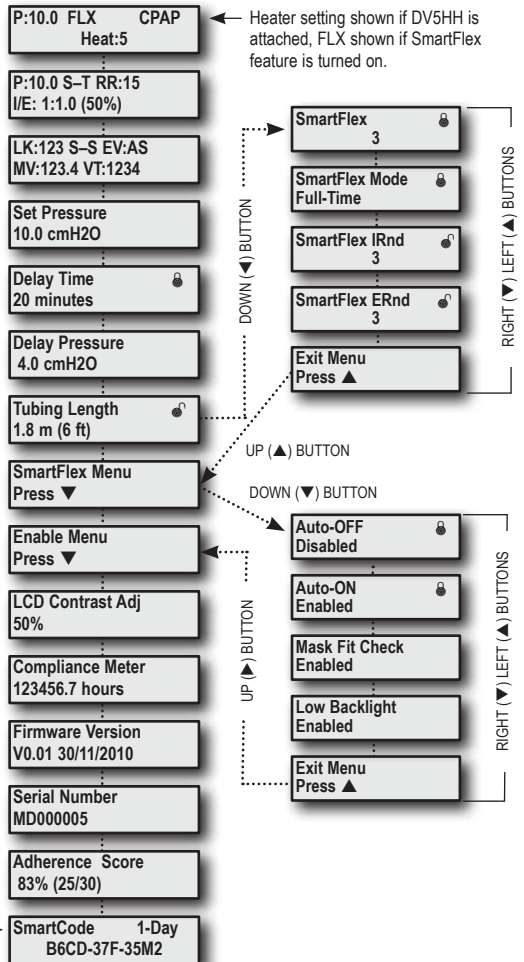 P:10.0 FLX CPAP
Heat:5
Heater setting shown if DV5HH is
attached, FLX shown if SmartFlex
feature is turned on.
P:10.0 S–T RR:15
I/E: 1:1.0 (50%)
LK:123 S–S EV:AS
MV:123.4 VT:1234
Set Pressure
10.0 cmH2O
Delay Time
20 minutes
Delay Pressure
4.0 cmH2O
Tubing Length
1.8 m (6 ft)
SmartFlex Menu
Press ▼
Enable Menu
Press ▼
LCD Contrast Adj
50%
Compliance Meter
123456.7 hours
Firmware Version
V0.01 30/11/2010
Serial Number
MD000005
Adherence Score
83% (25/30)
SmartCode 1-Day
B6CD-37F-35M2
DOWN (▼) BUTTON
SmartFlex
3
SmartFlex Mode
Full-Time
SmartFlex IRnd
3
SmartFlex ERnd
3
Exit Menu
Press ▲
RIGHT (▼) LEFT (▲) BUTTONS
UP (▲) BUTTON
DOWN (▼) BUTTON
Auto-OFF
Disabled
Auto-ON
Enabled
Mask Fit Check
Enabled
Low Backlight
Enabled
Exit Menu
Press ▲
UP (▲) BUTTON
RIGHT (▼) LEFT (▲) BUTTONS